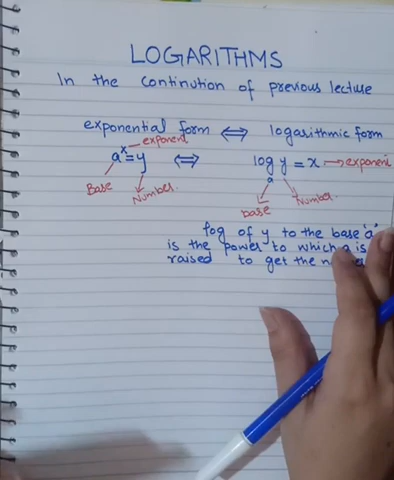 LOGARITHMS
In the continution of previous lecture
exponential form ⟺ logarithmic form
exponent
aˣ = y ⟺ logₐ y = x → exponent
Base Number base Number
log of y to the base 'a'
is the power to which a is
raised to get the